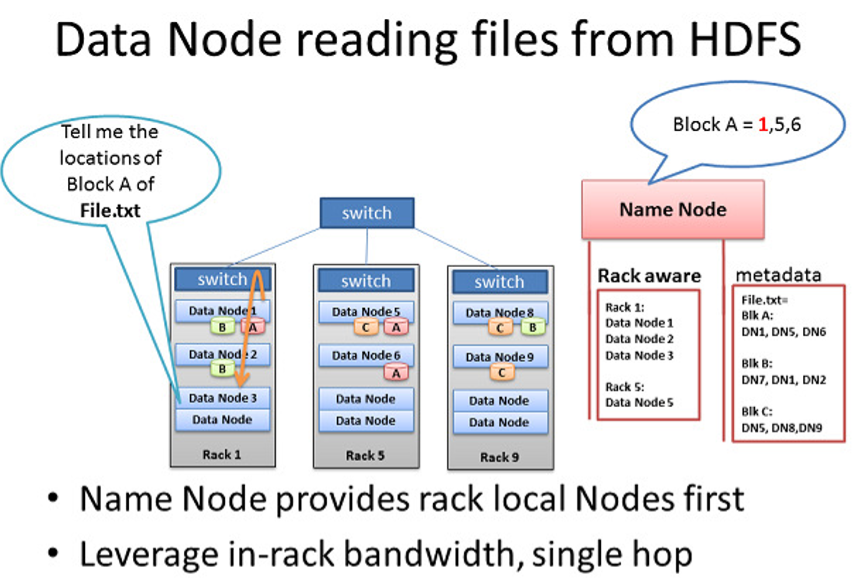 Data Node reading files from HDFS
Tell me the
locations of
Block A of
File.txt
Block A = 1,5,6
switch
Name Node
switch
Data Node 1
B A
Data Node 2
B
Data Node 3
Data Node
Rack 1
switch
Data Node 5
C A
Data Node 6
A
Data Node
Data Node
Rack 5
switch
Data Node 8
C B
Data Node 9
C
Data Node
Data Node
Rack 9
Rack aware
Rack 1:
Data Node 1
Data Node 2
Data Node 3
Rack 5:
Data Node 5
metadata
File.txt=
Blk A:
DN1, DN5, DN6
Blk B:
DN7, DN1, DN2
Blk C:
DN5, DN8,DN9
• Name Node provides rack local Nodes first
• Leverage in-rack bandwidth, single hop